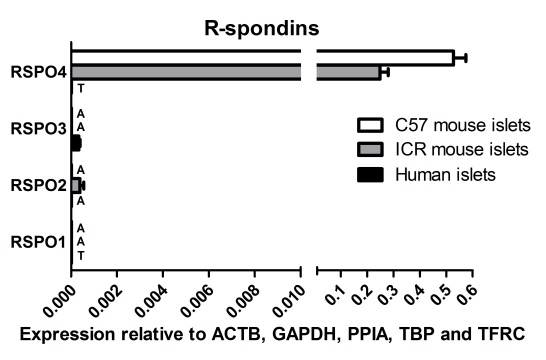 R-spondins
RSPO4
T
RSPO3
A
A
RSPO2
A
A
RSPO1
A
A
T
C57 mouse islets
ICR mouse islets
Human islets
0.000 0.002 0.004 0.006 0.008 0.010 0.1 0.2 0.3 0.4 0.5 0.6
Expression relative to ACTB, GAPDH, PPIA, TBP and TFRC